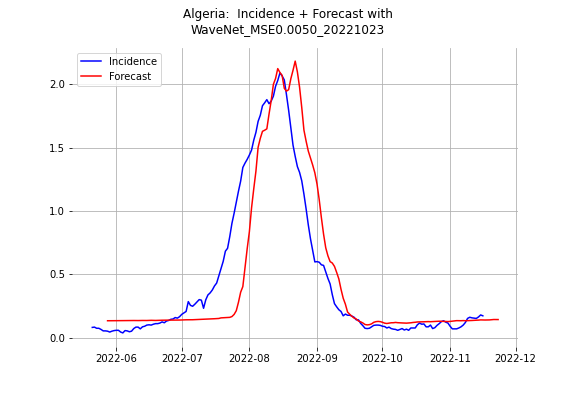 Algeria:  Incidence + Forecast with
WaveNet_MSE0.0050_20221023
Incidence
Forecast
2.0
1.5
1.0
0.5
0.0
2022-06 2022-07 2022-08 2022-09 2022-10 2022-11 2022-12